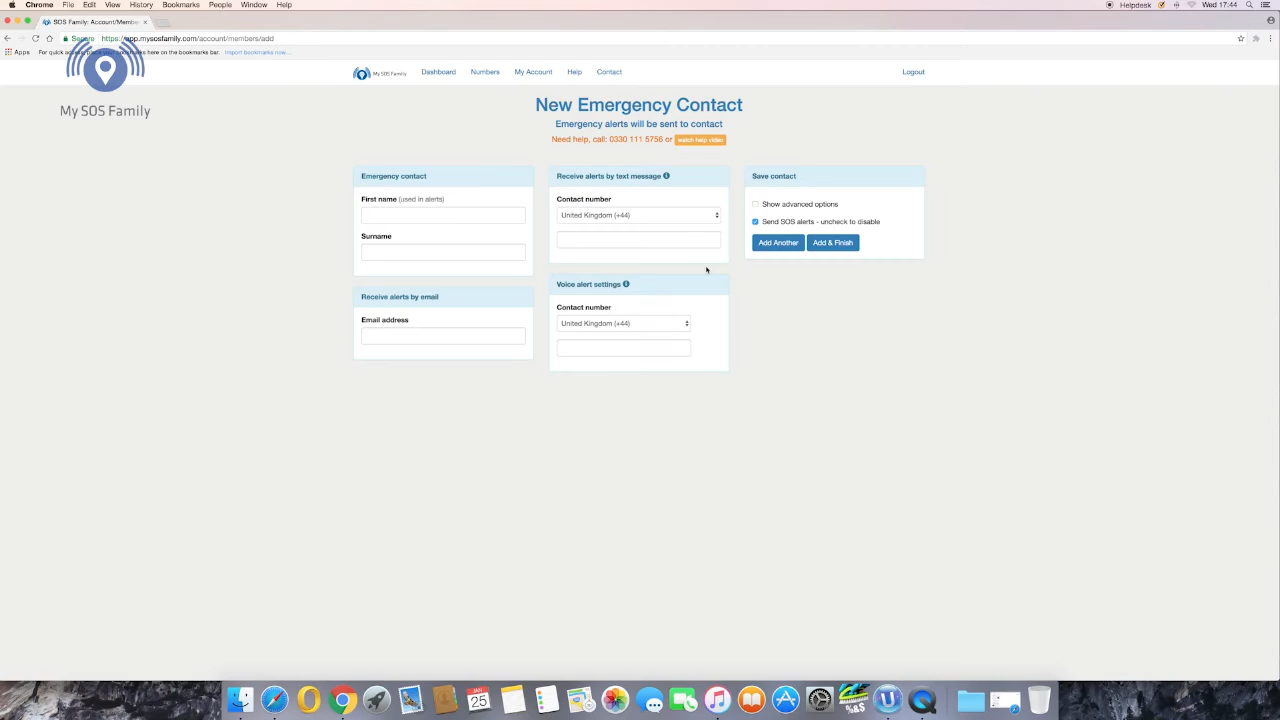 Chrome File Edit View History Bookmarks People Window Help
Helpdesk
Wed 17:44
SOS Family: Account/Membe
Secure https://app.mysosfamily.com/account/members/add
Apps
For quick access, place your bookmarks here on the bookmarks bar. Import bookmarks now...
My SOS Family
My SOS Family
Dashboard Numbers My Account Help Contact
Logout
New Emergency Contact
Emergency alerts will be sent to contact
Need help, call: 0330 111 5756 or watch help video
Emergency contact
First name (used in alerts)
Surname
Receive alerts by email
Email address
Receive alerts by text message
Contact number
United Kingdom (+44)
Voice alert settings
Contact number
United Kingdom (+44)
Save contact
Show advanced options
Send SOS alerts - uncheck to disable
Add Another Add & Finish
JAN
25
%&$